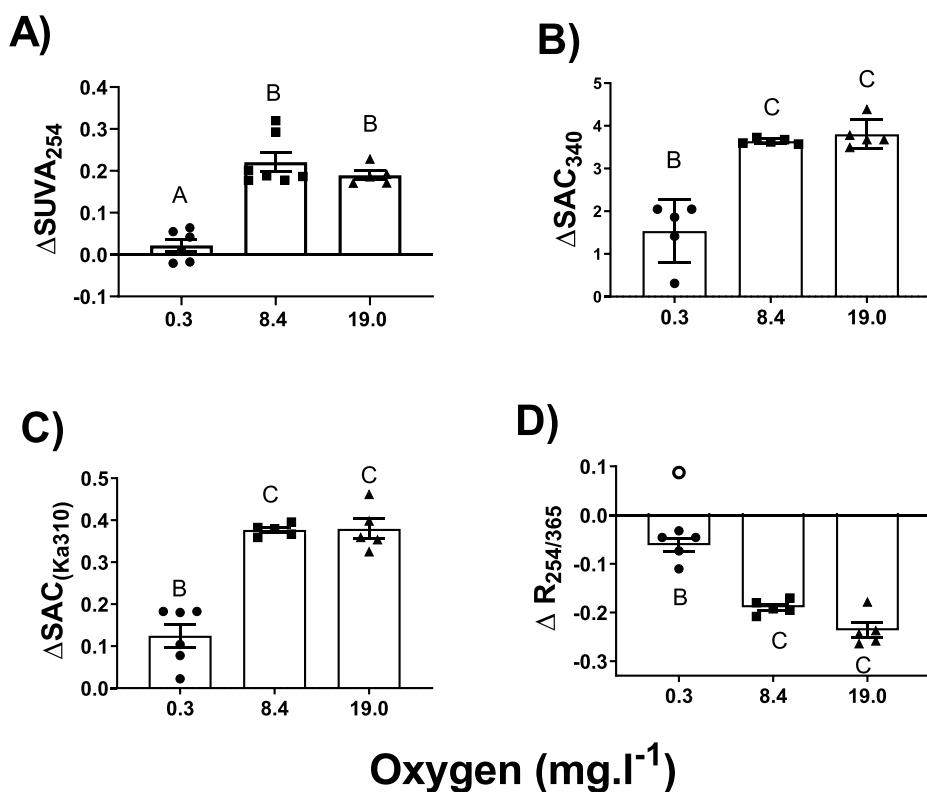 A)
ΔSUVA254
0.4
0.3
0.2
0.1
0.0
-0.1
A
B
B
0.3 8.4 19.0
B)
ΔSAC340
5
4
3
2
1
0
B
C
C
0.3 8.4 19.0
C)
ΔSAC(Ka310)
0.5
0.4
0.3
0.2
0.1
0.0
B
C
C
0.3 8.4 19.0
D)
Δ R254/365
0.1
0.0
-0.1
-0.2
-0.3
B
C
C
0.3 8.4 19.0
Oxygen (mg.l-1)